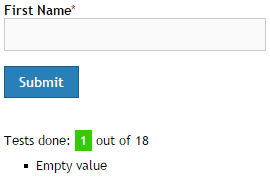 First Name*
Submit
Tests done: 1 out of 18
Empty value